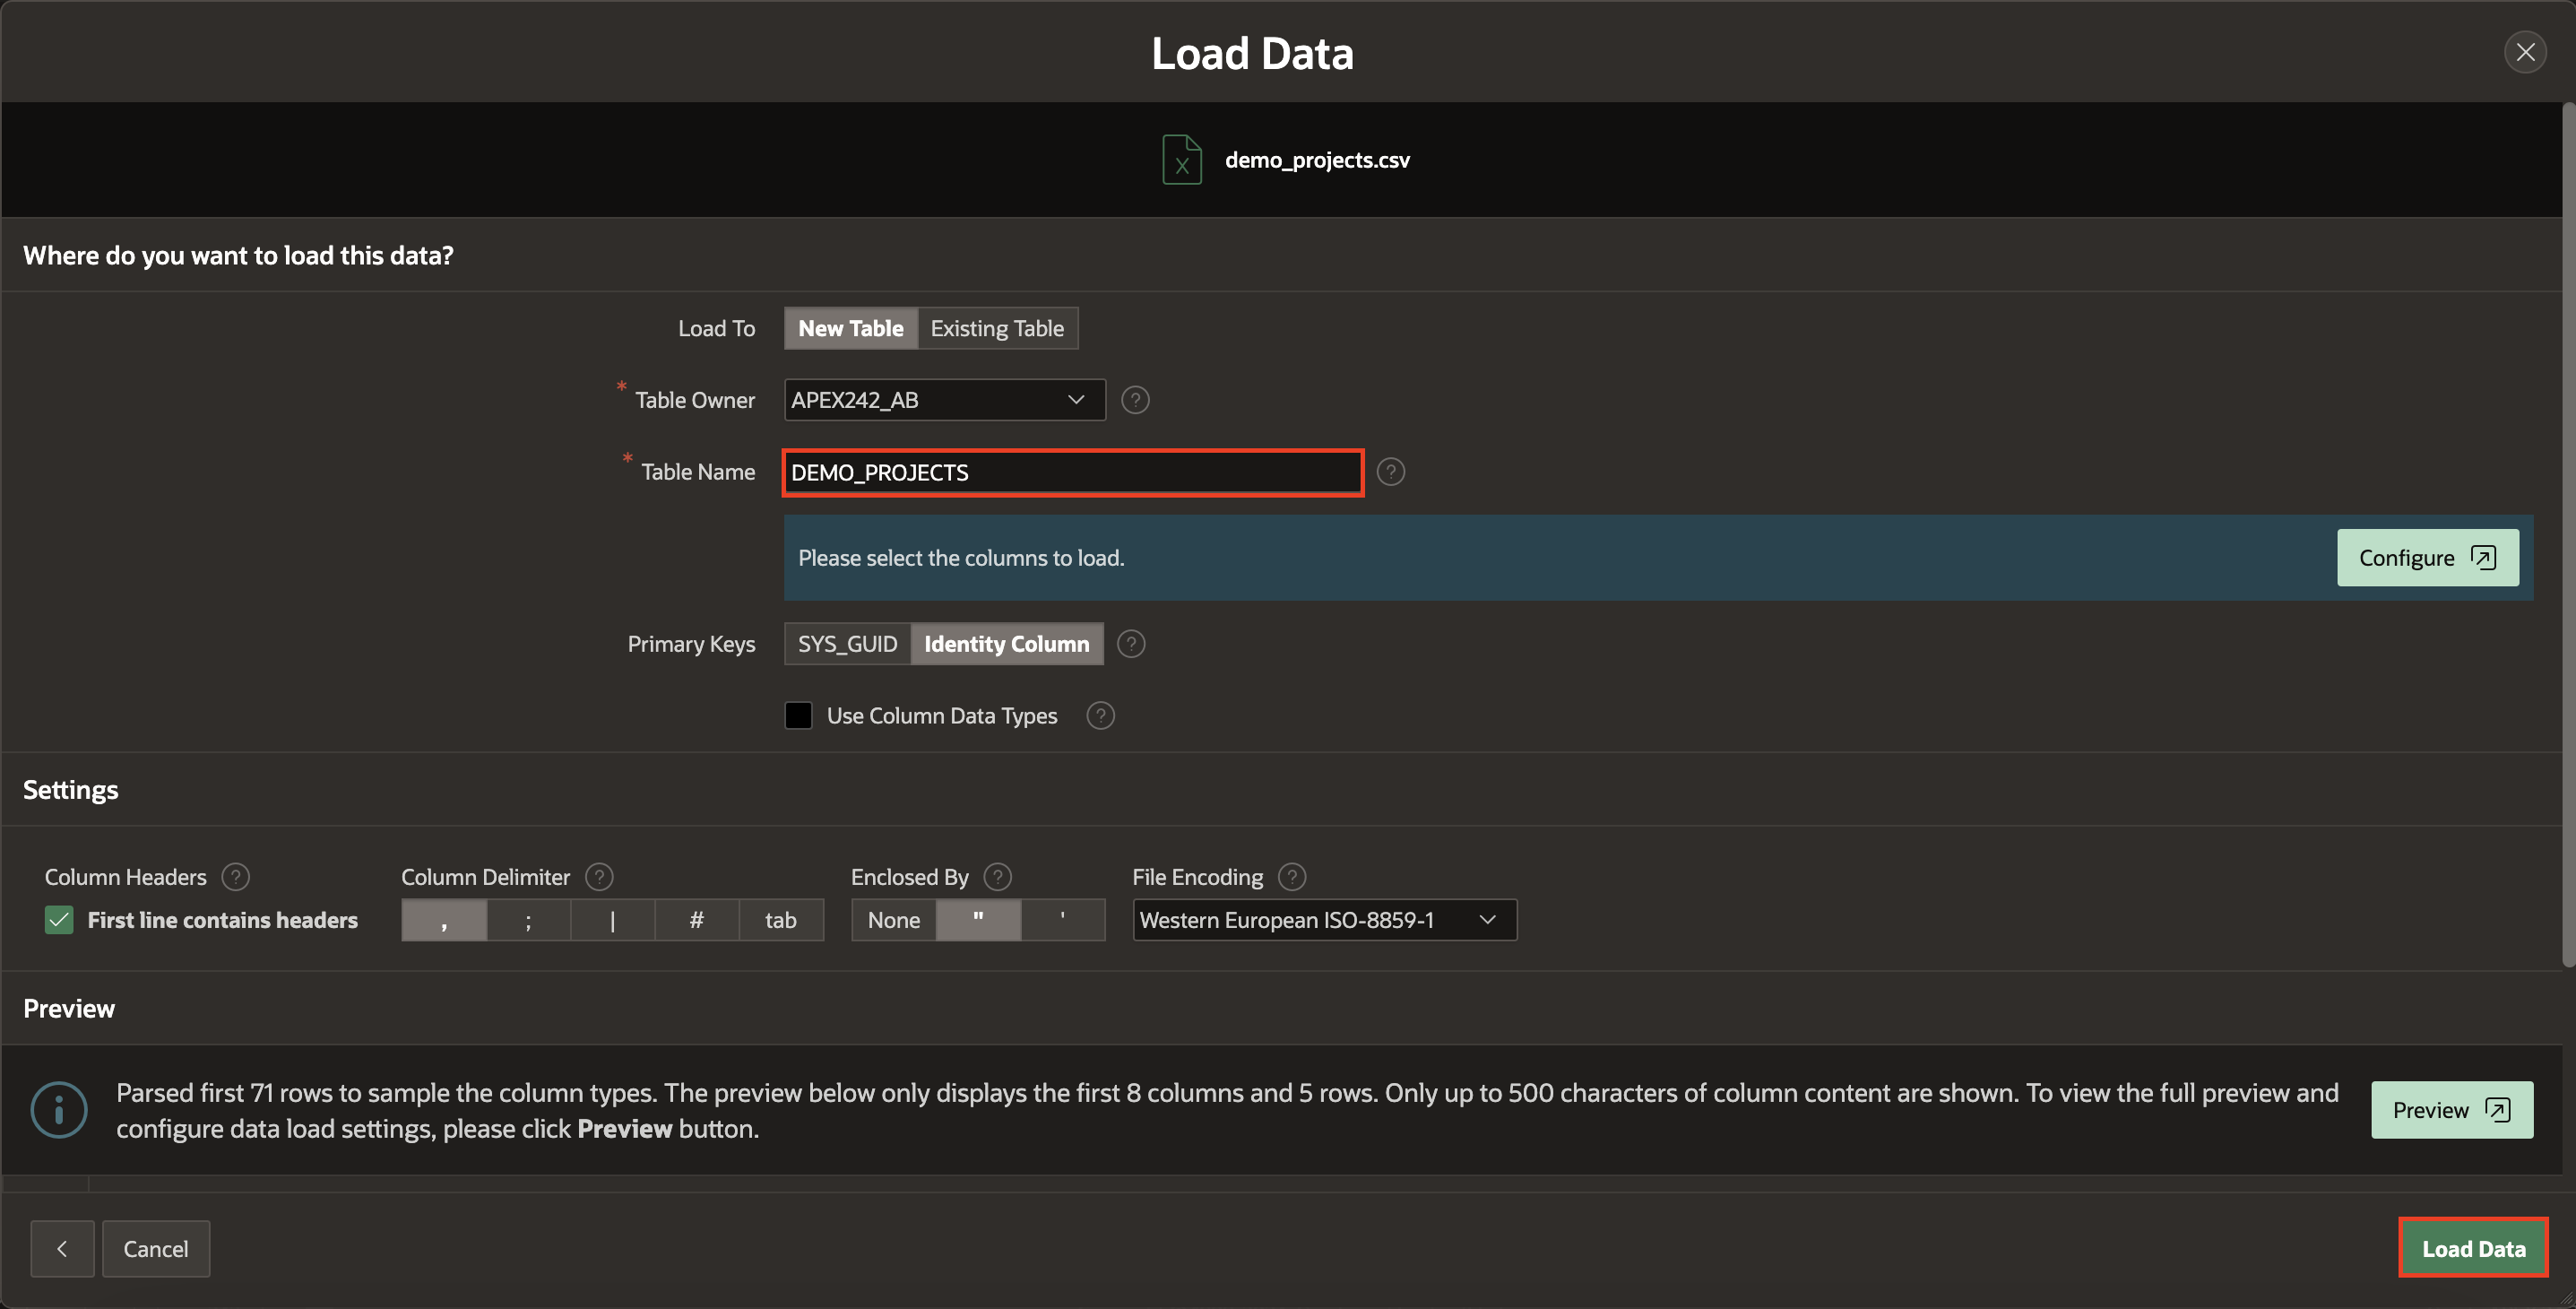 Load Data
X demo_projects.csv
Where do you want to load this data?
Load To New Table Existing Table
* Table Owner APEX242_AB ?
* Table Name DEMO_PROJECTS ?
Please select the columns to load. Configure
Primary Keys SYS_GUID Identity Column ?
Use Column Data Types ?
Settings
Column Headers ? Column Delimiter ? Enclosed By ? File Encoding ?
First line contains headers , ; | # tab None " ' Western European ISO-8859-1
Preview
Parsed first 71 rows to sample the column types. The preview below only displays the first 8 columns and 5 rows. Only up to 500 characters of column content are shown. To view the full preview and
configure data load settings, please click Preview button.
Preview
Cancel Load Data